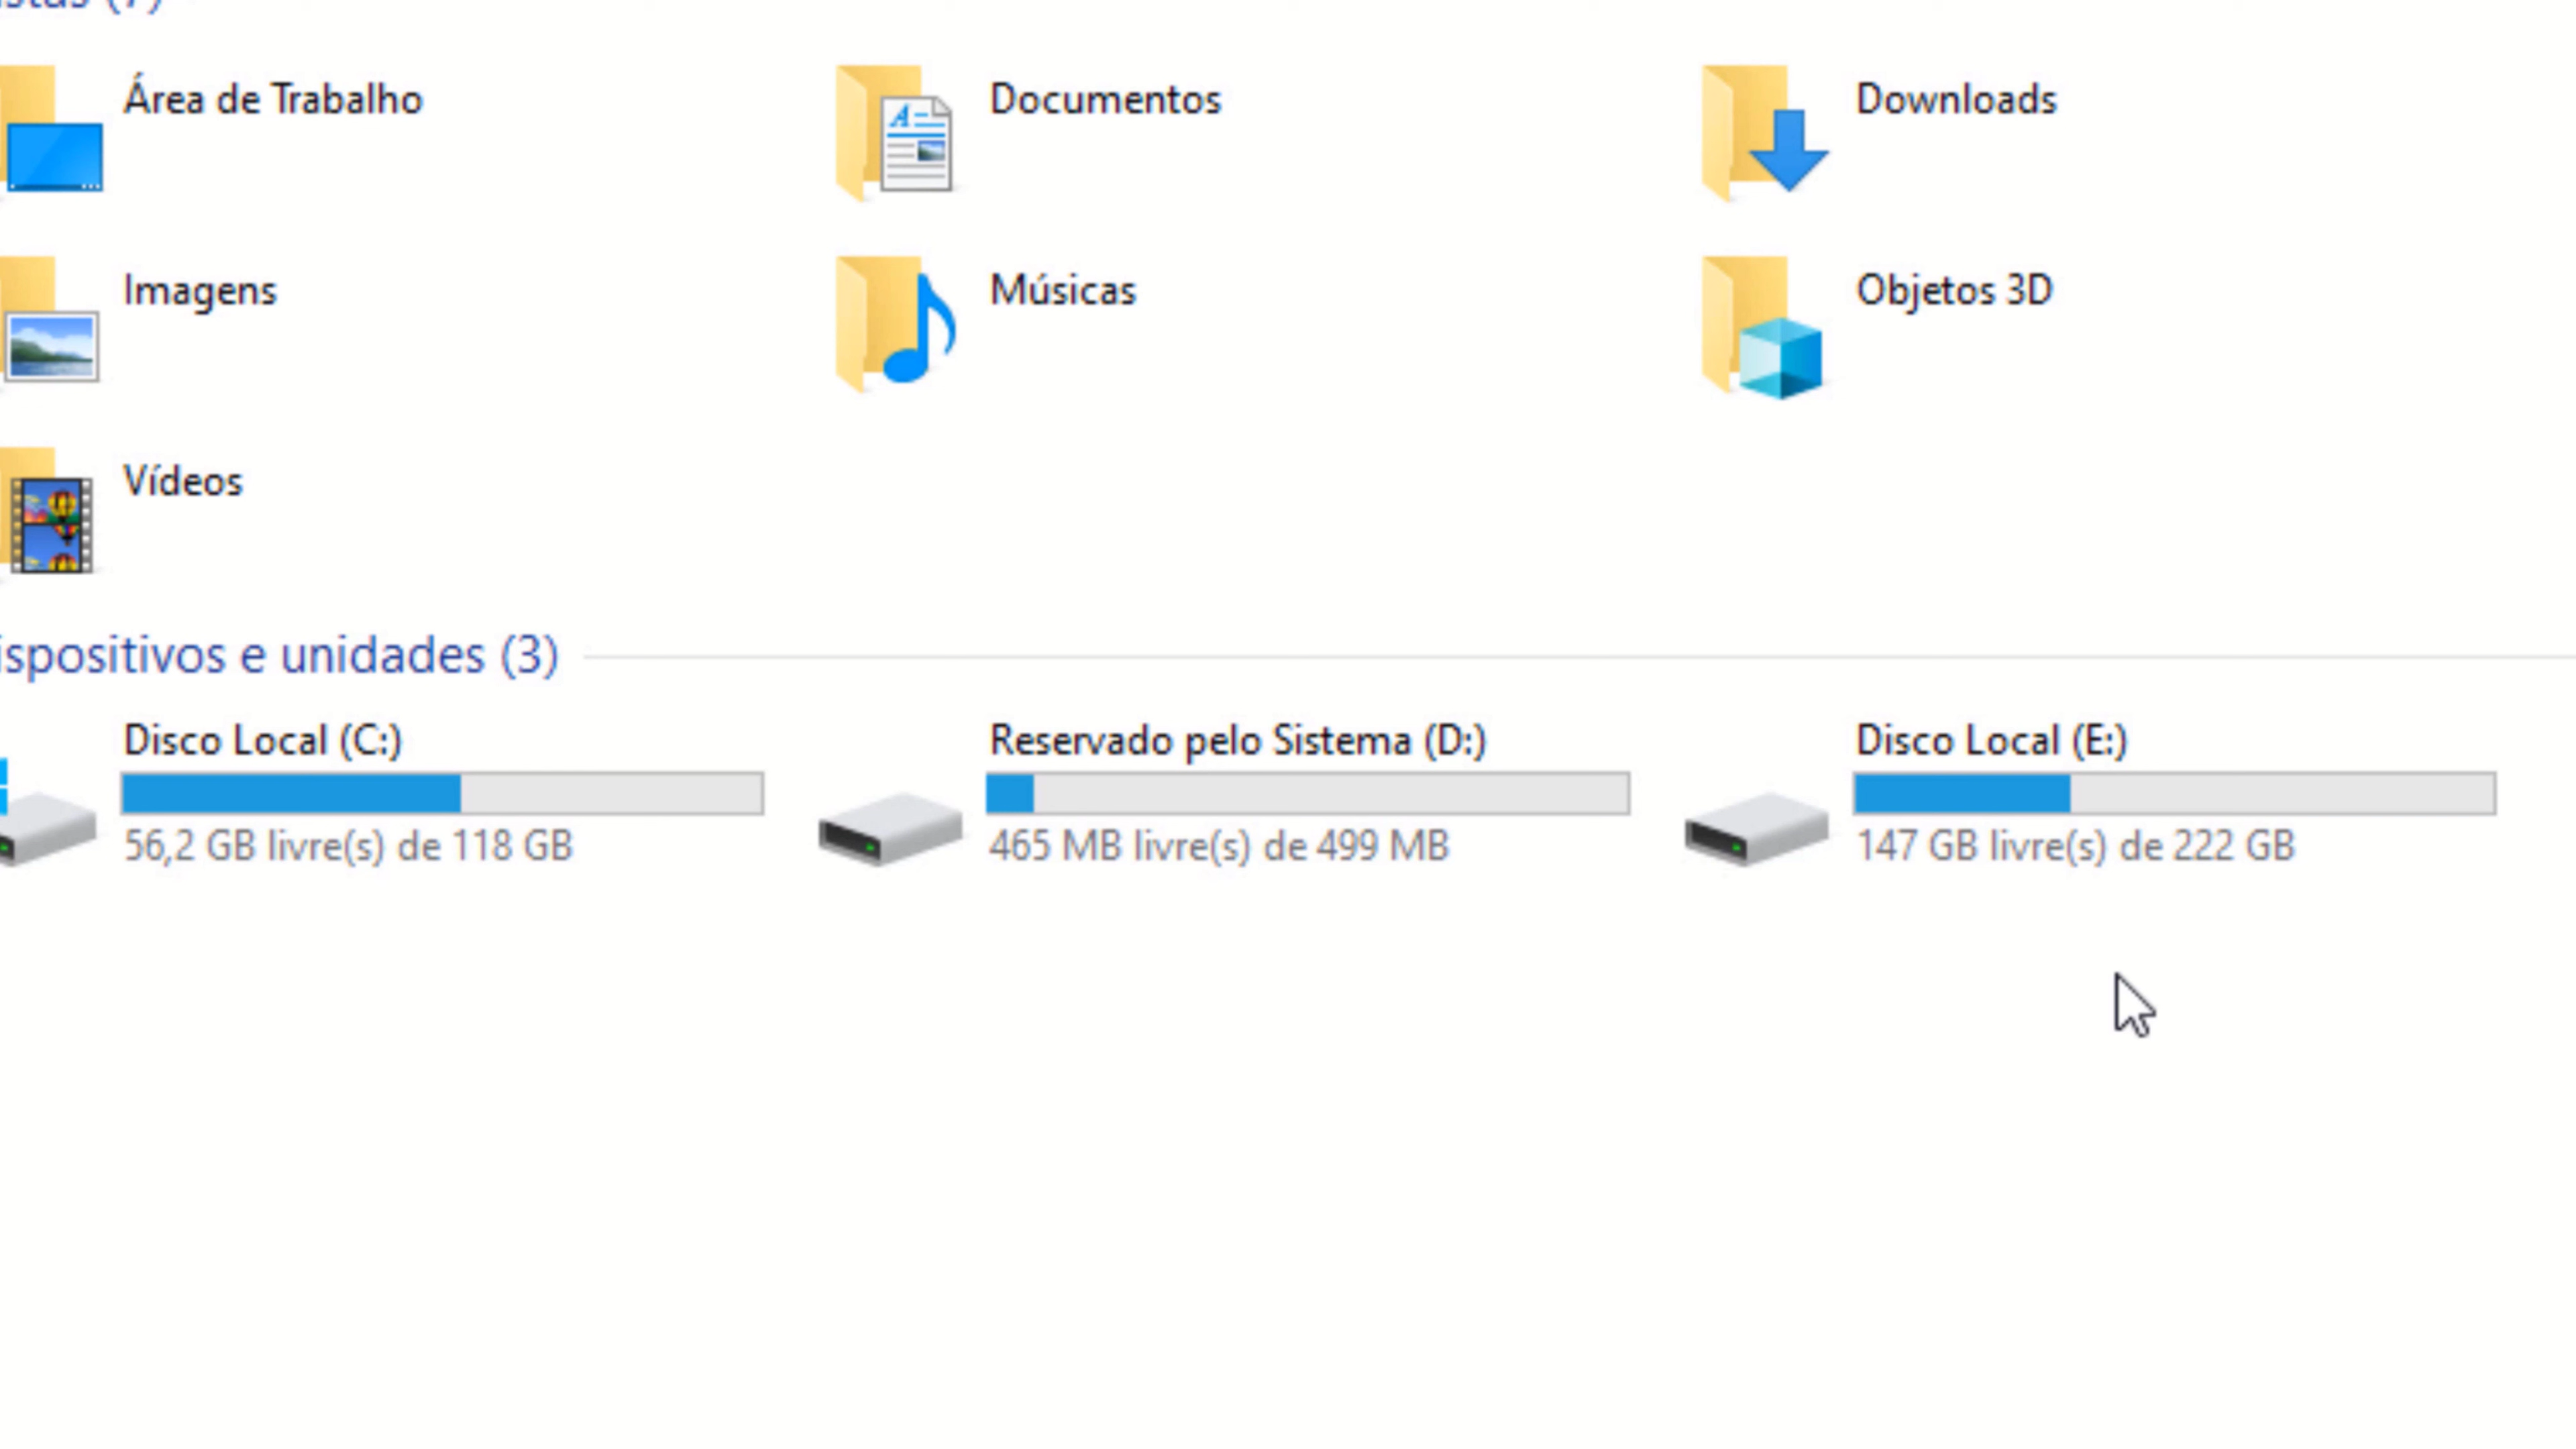 (7)
Área de Trabalho
Documentos
Downloads
Imagens
Músicas
Objetos 3D
Vídeos
ispositivos e unidades (3)
Disco Local (C:)
Reservado pelo Sistema (D:)
Disco Local (E:)
56,2 GB livre(s) de 118 GB
465 MB livre(s) de 499 MB
147 GB livre(s) de 222 GB